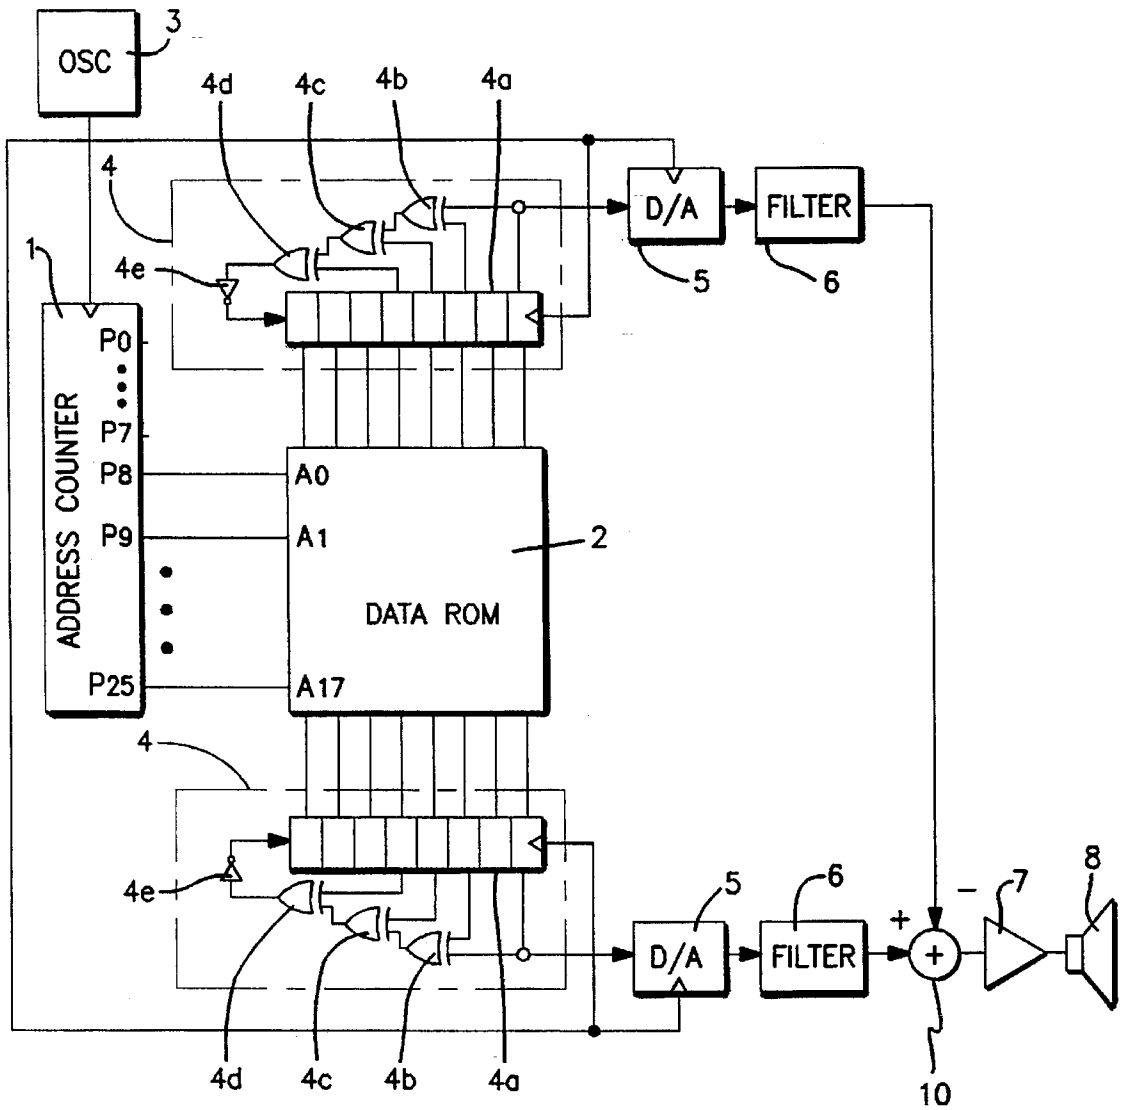 OSC
3
4d
4c
4b
4a
4
D/A
FILTER
5
6
4e
1
P0
P7
P8
A0
P9
A1
2
ADDRESS COUNTER
DATA ROM
P25
A17
4
4e
5
6
7
8
+
−
D/A
FILTER
+
4d
4c
4b
4a
10